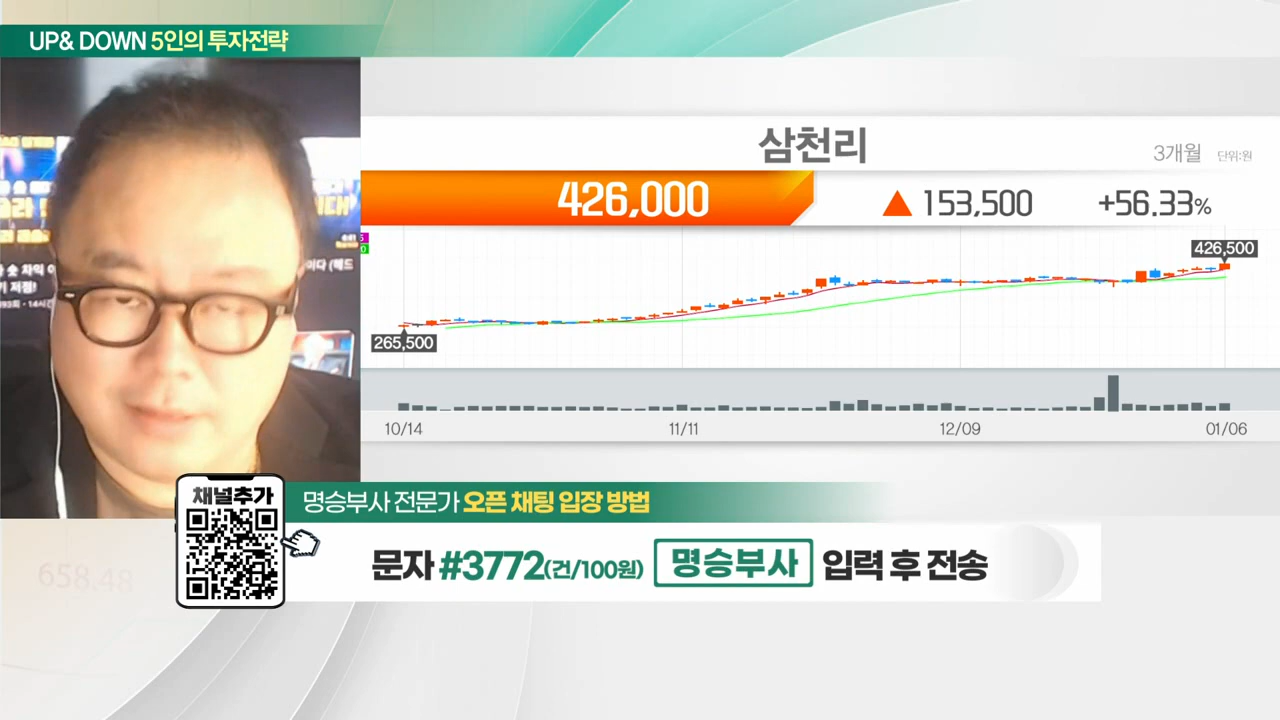 UP& DOWN 5인의 투자전략
삼천리
3개월 단위:원
426,000
▲ 153,500 +56.33%
426,500
265,500
10/14 11/11 12/09 01/06
채널추가
명승부사 전문가 오픈 채팅 입장 방법
문자 #3772(건/100원) 명승부사 입력 후 전송
658.48